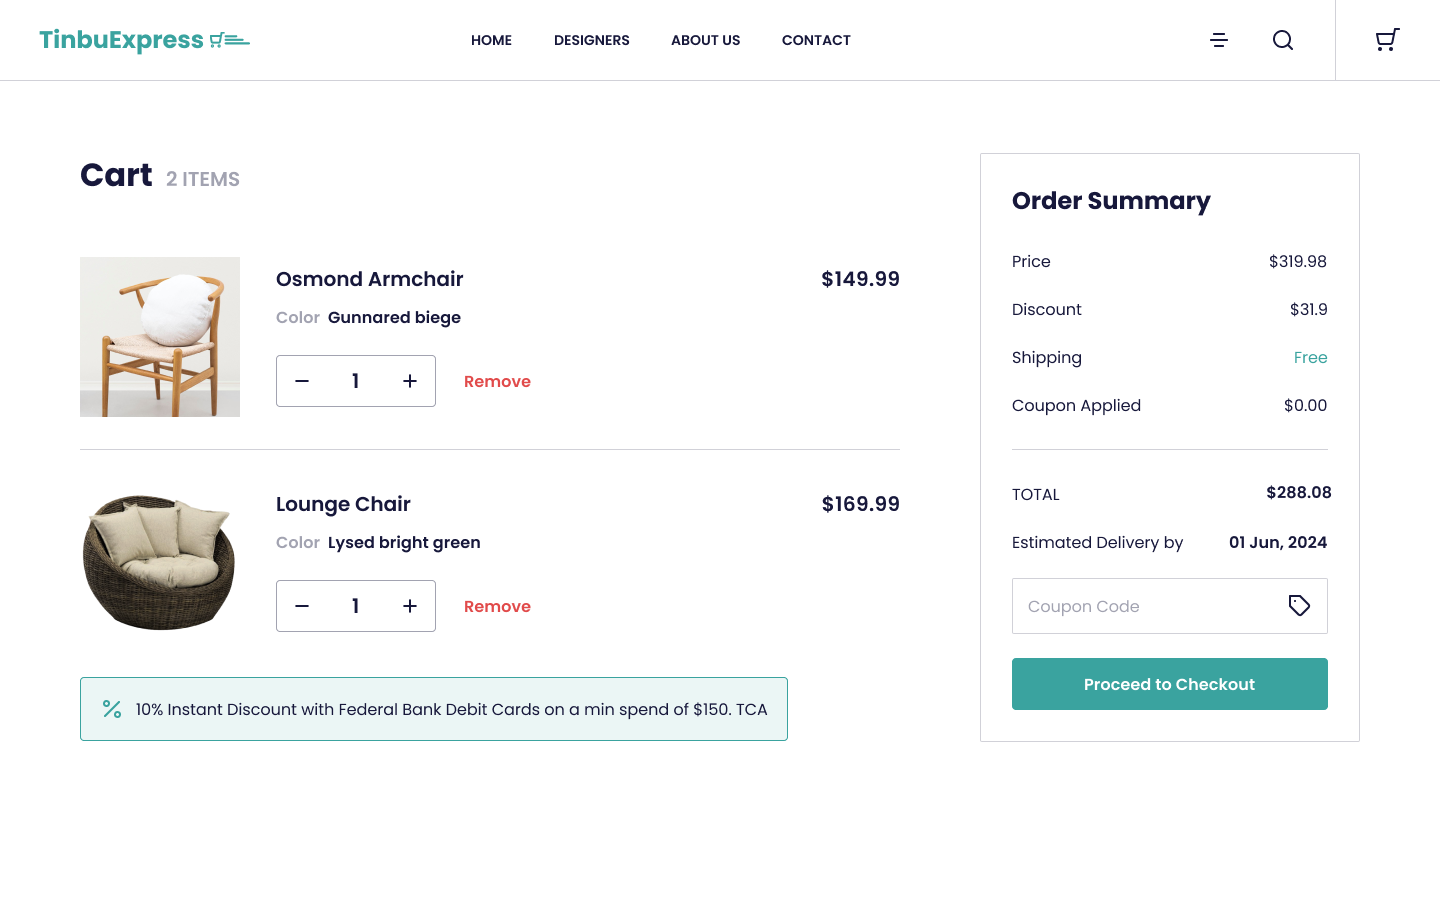 TinbuExpress
HOME DESIGNERS ABOUT US CONTACT
Cart 2 ITEMS
Osmond Armchair $149.99
Color Gunnared biege
1 Remove
Lounge Chair $169.99
Color Lysed bright green
1 Remove
10% Instant Discount with Federal Bank Debit Cards on a min spend of $150. TCA
Order Summary
Price $319.98
Discount $31.9
Shipping Free
Coupon Applied $0.00
TOTAL $288.08
Estimated Delivery by 01 Jun, 2024
Coupon Code
Proceed to Checkout